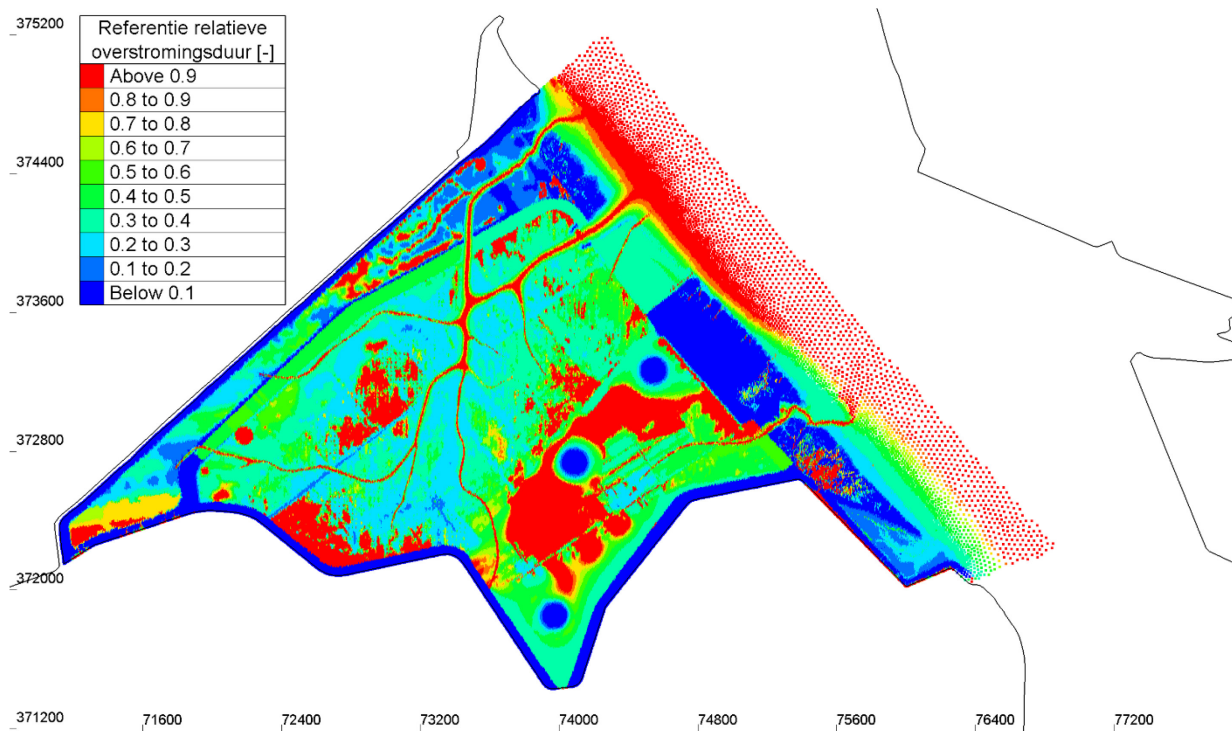 375200
Referentie relatieve
overstromingsduur [-]
Above 0.9
0.8 to 0.9
0.7 to 0.8
0.6 to 0.7
0.5 to 0.6
0.4 to 0.5
0.3 to 0.4
0.2 to 0.3
0.1 to 0.2
Below 0.1
374400
373600
372800
372000
371200
71600
72400
73200
74000
74800
75600
76400
77200